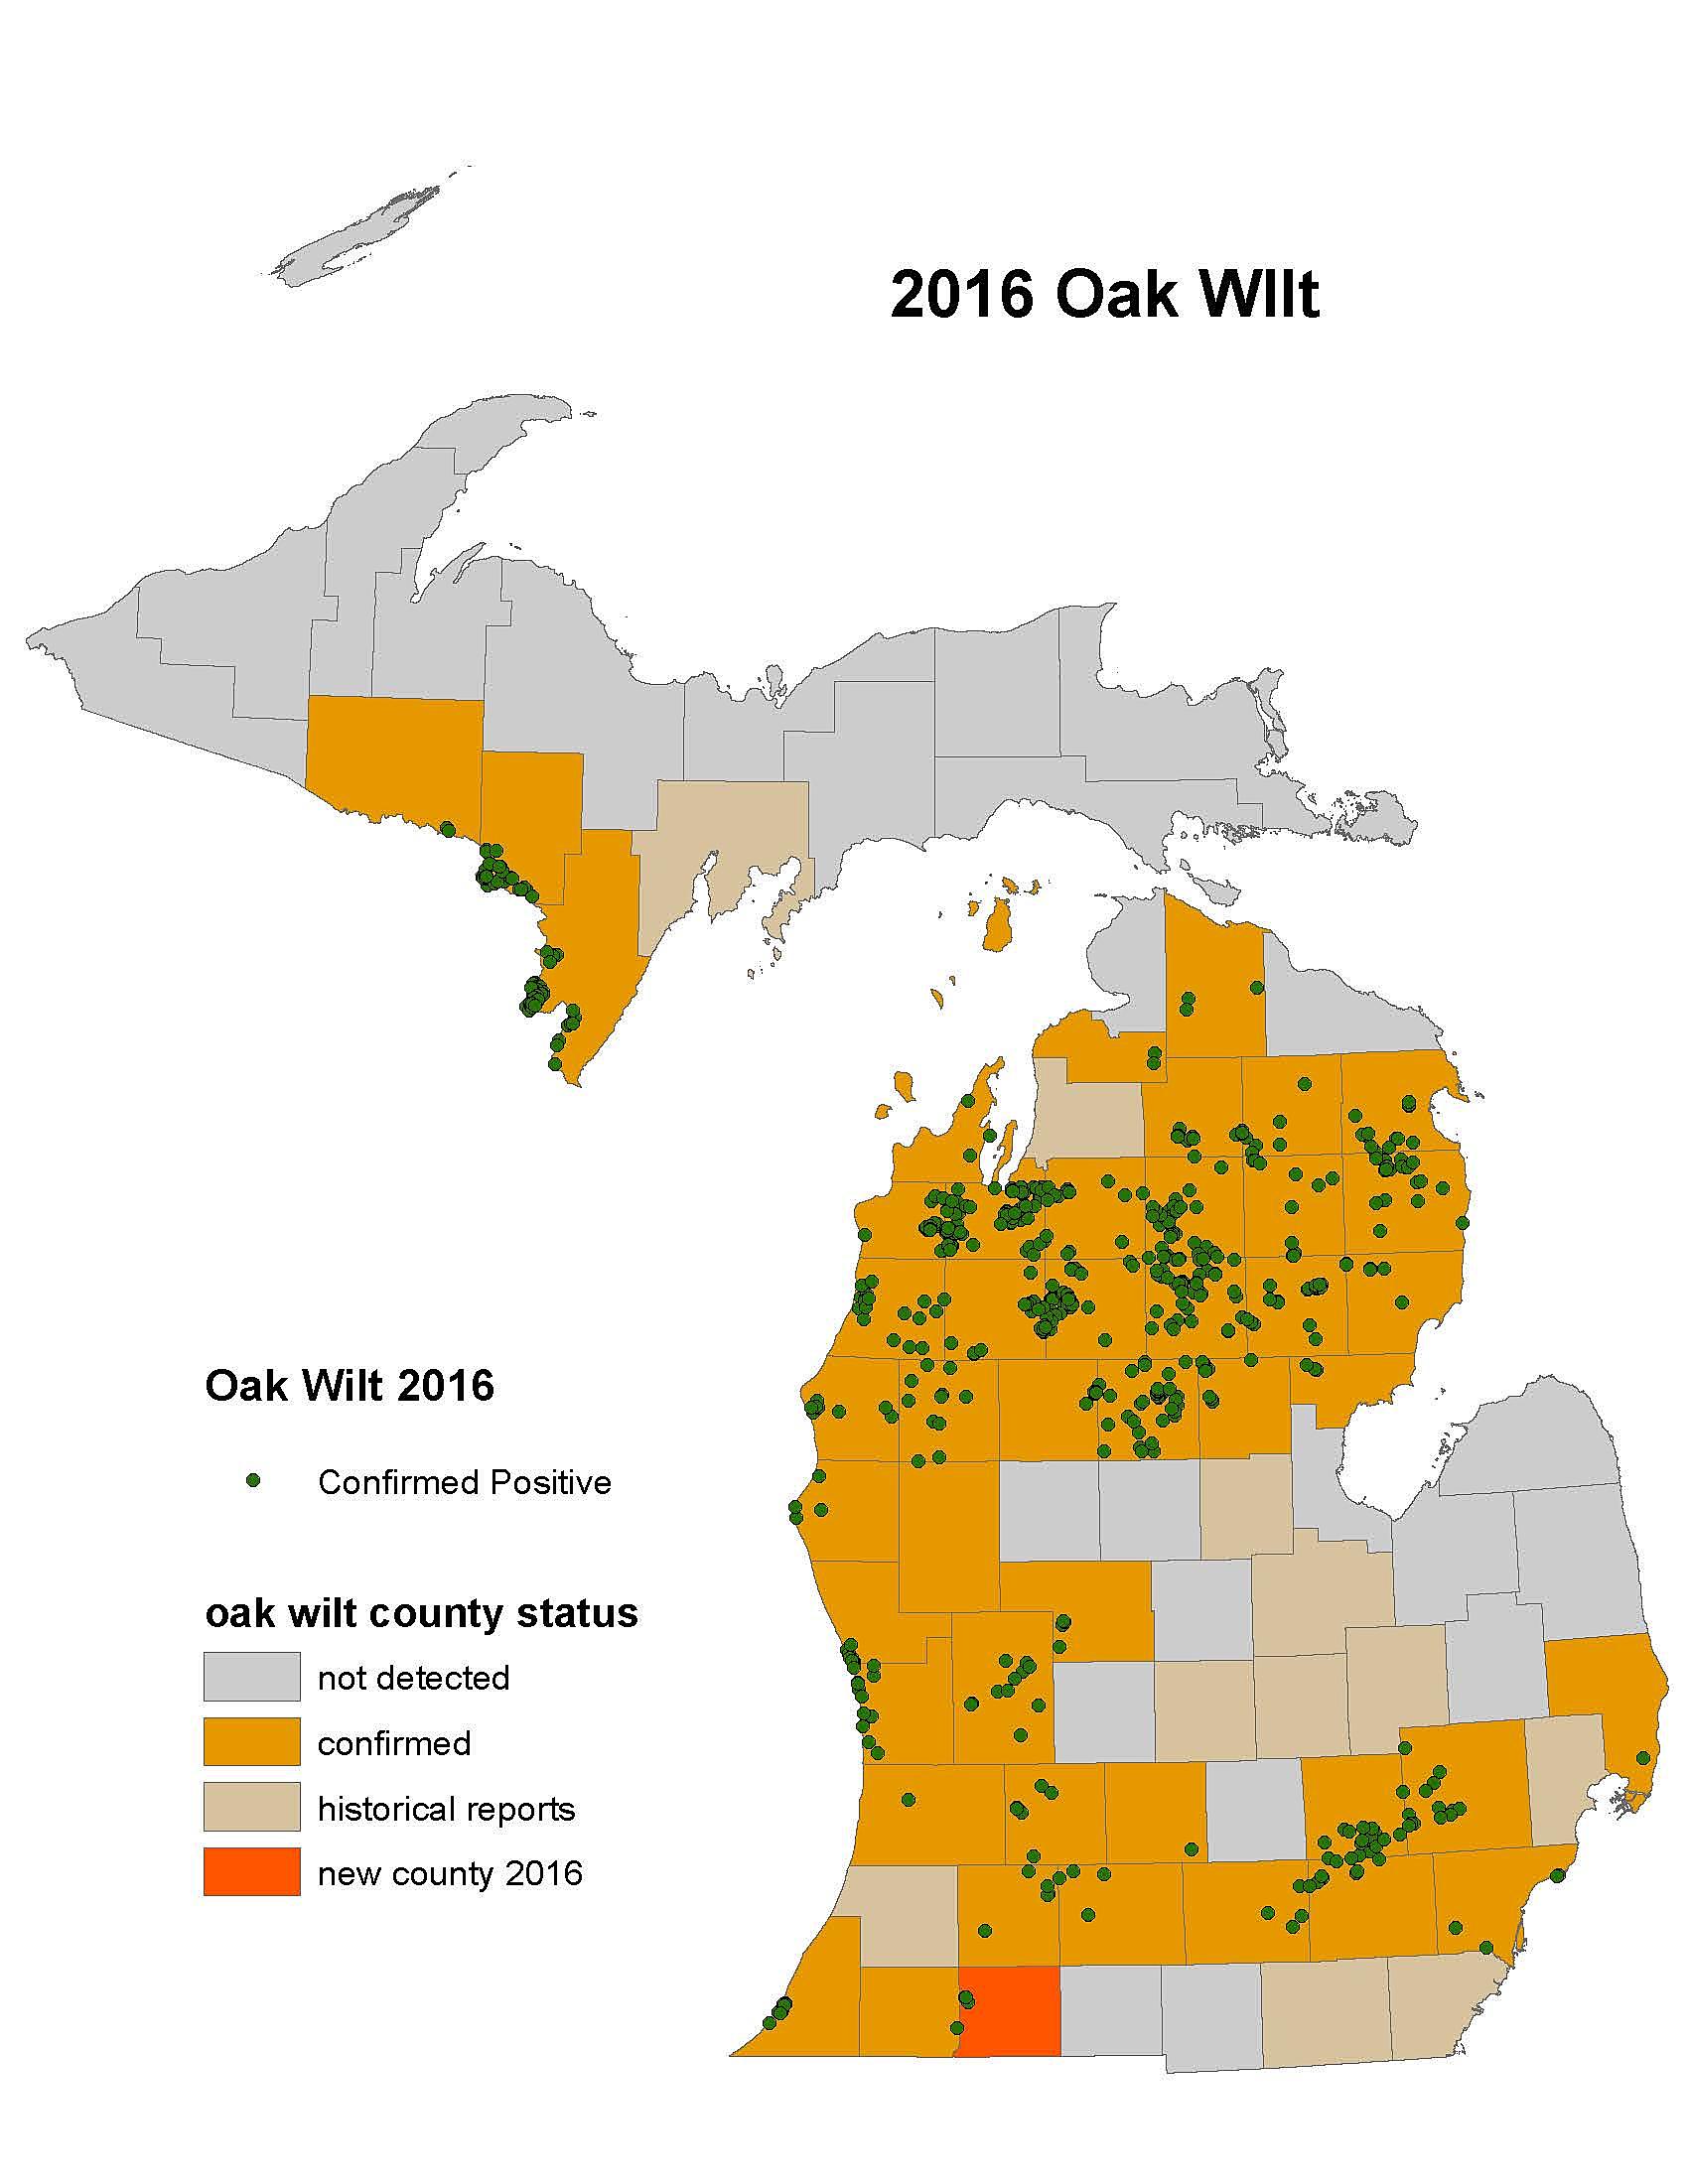 2016 Oak WIlt
Oak Wilt 2016
Confirmed Positive
oak wilt county status
not detected
confirmed
historical reports
new county 2016